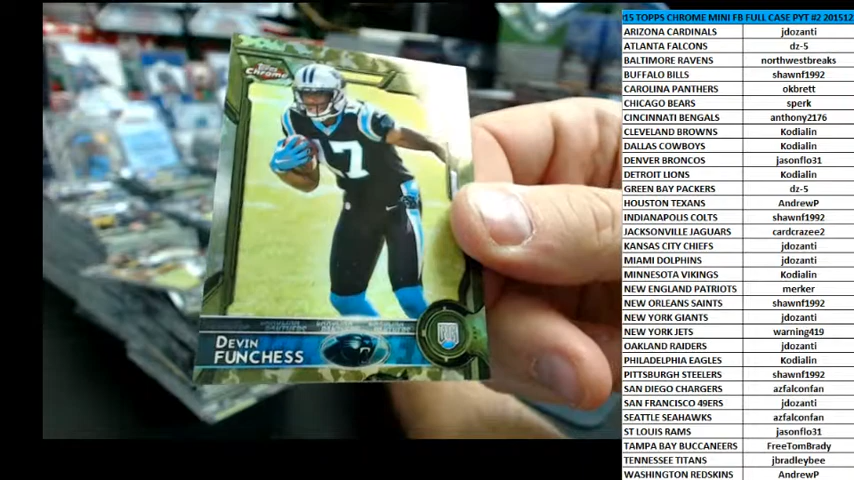 Topps
Chrome
17
DEVIN
FUNCHESS
15 TOPPS CHROME MINI FB FULL CASE PYT #2 201512
ARIZONA CARDINALS jdozanti
ATLANTA FALCONS dz-5
BALTIMORE RAVENS northwestbreaks
BUFFALO BILLS shawnf1992
CAROLINA PANTHERS okbrett
CHICAGO BEARS sperk
CINCINNATI BENGALS anthony2176
CLEVELAND BROWNS Kodialin
DALLAS COWBOYS Kodialin
DENVER BRONCOS jasonflo31
DETROIT LIONS Kodialin
GREEN BAY PACKERS dz-5
HOUSTON TEXANS AndrewP
INDIANAPOLIS COLTS shawnf1992
JACKSONVILLE JAGUARS cardcrazee2
KANSAS CITY CHIEFS jdozanti
MIAMI DOLPHINS jdozanti
MINNESOTA VIKINGS Kodialin
NEW ENGLAND PATRIOTS merker
NEW ORLEANS SAINTS shawnf1992
NEW YORK GIANTS jdozanti
NEW YORK JETS warning419
OAKLAND RAIDERS jdozanti
PHILADELPHIA EAGLES Kodialin
PITTSBURGH STEELERS shawnf1992
SAN DIEGO CHARGERS azfalconfan
SAN FRANCISCO 49ERS jdozanti
SEATTLE SEAHAWKS azfalconfan
ST LOUIS RAMS jasonflo31
TAMPA BAY BUCCANEERS FreeTomBrady
TENNESSEE TITANS jbradleybee
WASHINGTON REDSKINS AndrewP